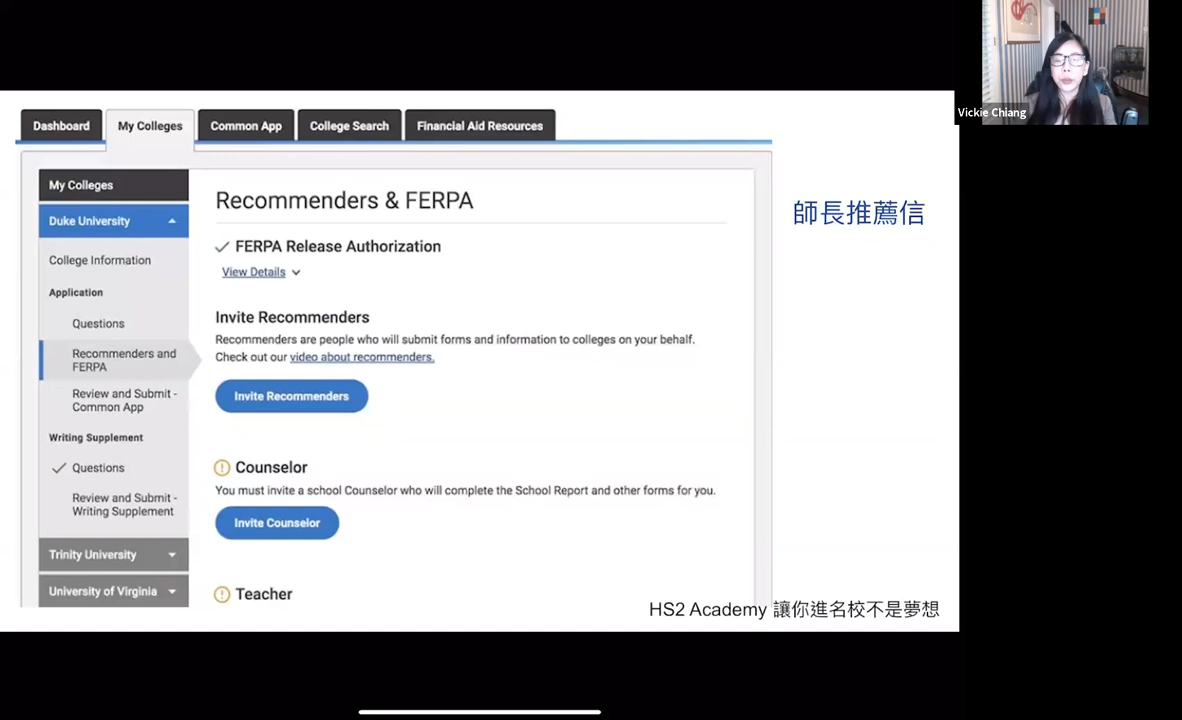 Vickie Chiang
Dashboard
My Colleges
Common App
College Search
Financial Aid Resources
My Colleges
Duke University
College Information
Application
Questions
Recommenders and
FERPA
Review and Submit -
Common App
Writing Supplement
Questions
Review and Submit -
Writing Supplement
Trinity University
University of Virginia
Recommenders & FERPA
FERPA Release Authorization
View Details
Invite Recommenders
Recommenders are people who will submit forms and information to colleges on your behalf.
Check out our video about recommenders.
Invite Recommenders
Counselor
You must invite a school Counselor who will complete the School Report and other forms for you.
Invite Counselor
Teacher
師長推薦信
HS2 Academy 讓你進名校不是夢想